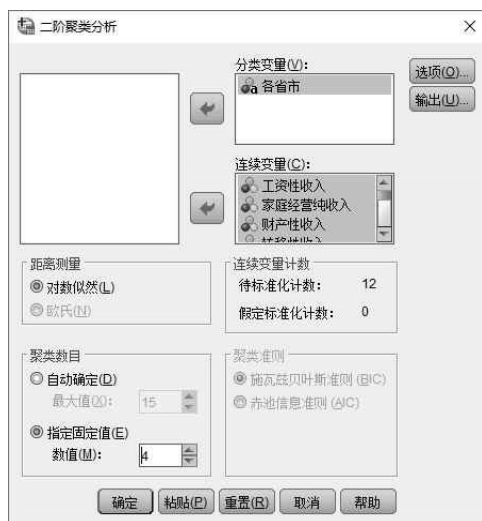 二阶聚类分析
分类变量(V):
各省市
选项(O)...
输出(U)...
连续变量(C):
工资性收入
家庭经营纯收入
财产性收入
转移性收入
距离测量
对数似然(L)
欧氏(N)
连续变量计数
待标准化计数: 12
假定标准化计数: 0
聚类数目
自动确定(D)
最大值(X): 15
指定固定值(E)
数值(M): 4
聚类准则
施瓦兹贝叶斯准则 (BIC)
赤池信息准则 (AIC)
确定 粘贴(P) 重置(R) 取消 帮助